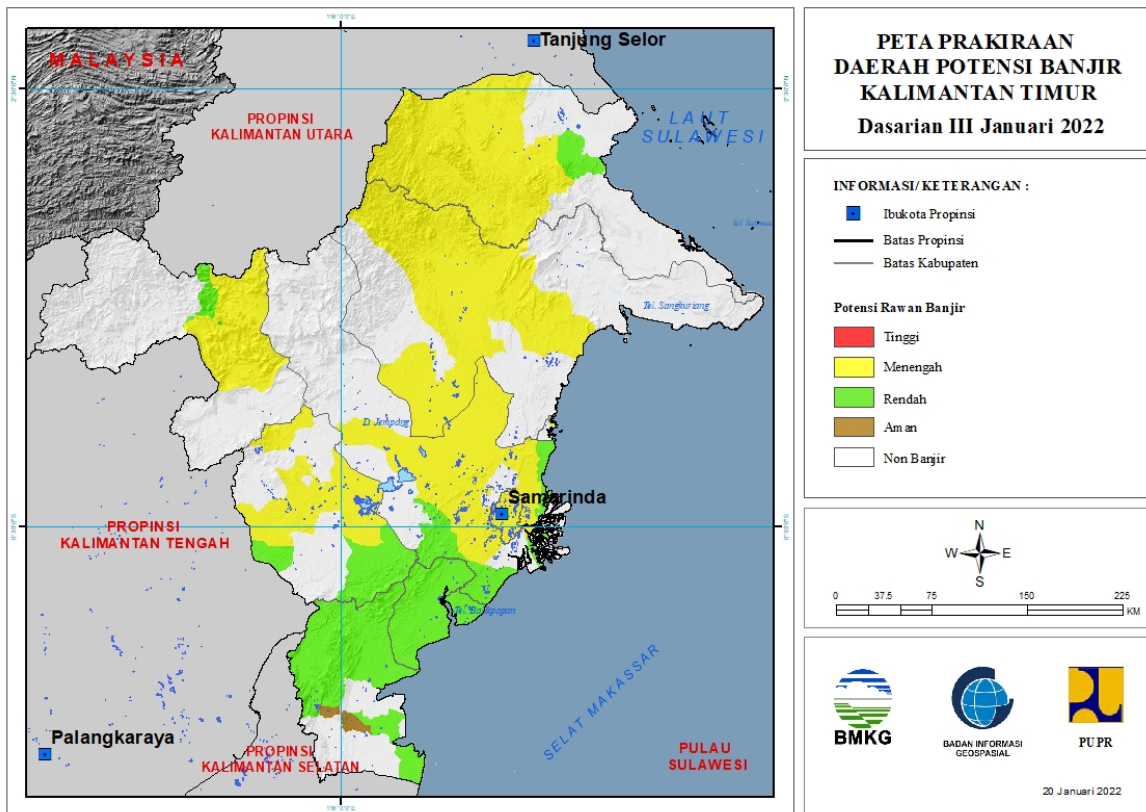 Tanjung Selor
MALAYSIA
PROPINSI
KALIMANTAN UTARA
LAUT
SULAWESI
Tel. Sangkuriang
D. Jempang
Samarinda
PROPINSI
KALIMANTAN TENGAH
SELAT MAKASSAR
Palangkaraya
PROPINSI
KALIMANTAN SELATAN
PULAU
SULAWESI
PETA PRAKIRAAN
DAERAH POTENSI BANJIR
KALIMANTAN TIMUR
Dasarian III Januari 2022
INFORMASI/ KETERANGAN :
Ibukota Propinsi
Batas Propinsi
Batas Kabupaten
Potensi Rawan Banjir
Tinggi
Menengah
Rendah
Aman
Non Banjir
N
W E
S
0 37.5 75 150 225
KM
BMKG
BADAN INFORMASI
GEOSPASIAL
PUPR
20 Januari 2022